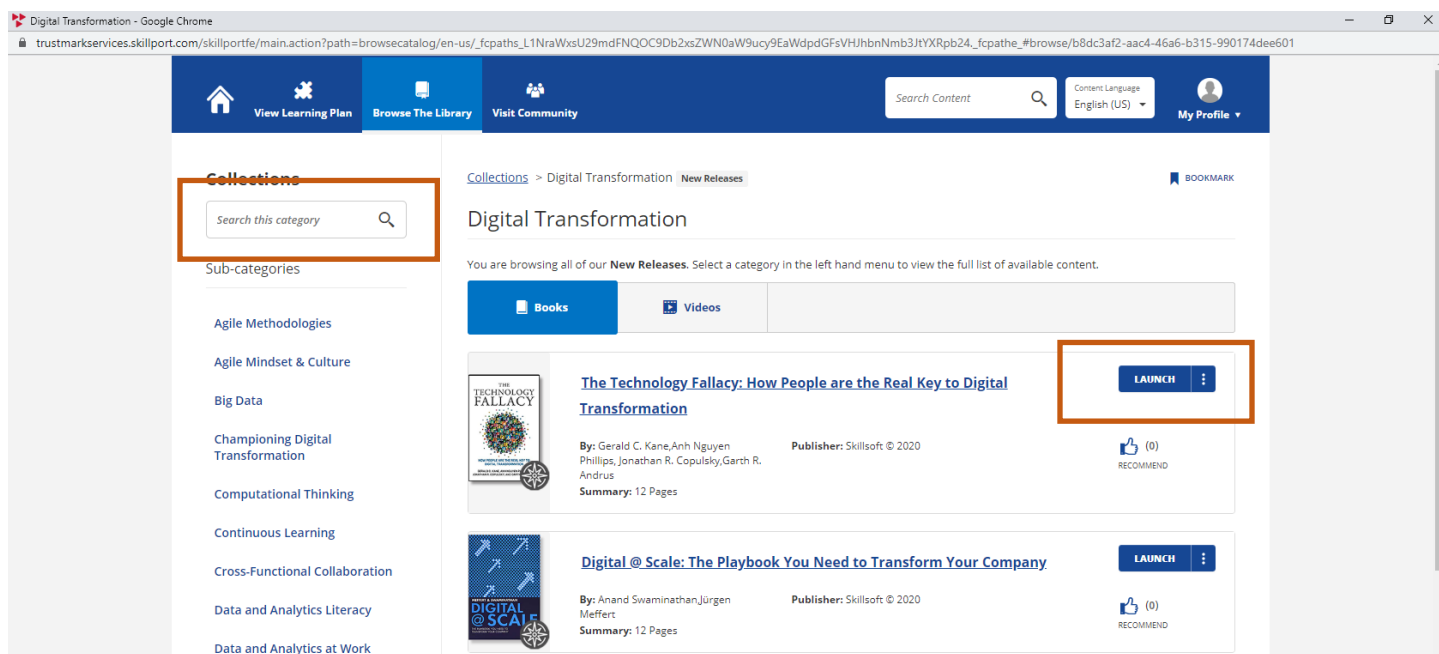 Digital Transformation - Google Chrome
trustmarkservices.skillport.com/skillportfe/main.action?path=browsecatalog/en-us/_fcpaths_L1NraWxsU29mdFNQOC9Db2xsZWN0aW9ucy9EaWdpdGFsVHJhbnNmb3JtYXRpb24._fcpathe_#browse/b8dc3af2-aac4-46a6-b315-990174dee601
View Learning Plan
Browse The Library
Visit Community
Search Content
Content Language
English (US)
My Profile
Collections
Search this category
Sub-categories
Agile Methodologies
Agile Mindset & Culture
Big Data
Championing Digital
Transformation
Computational Thinking
Continuous Learning
Cross-Functional Collaboration
Data and Analytics Literacy
Data and Analytics at Work
Collections > Digital Transformation New Releases
BOOKMARK
Digital Transformation
You are browsing all of our New Releases. Select a category in the left hand menu to view the full list of available content.
Books
Videos
THE
TECHNOLOGY
FALLACY
The Technology Fallacy: How People are the Real Key to Digital
Transformation
By: Gerald C. Kane,Anh Nguyen
Phillips, Jonathan R. Copulsky,Garth R.
Andrus
Summary: 12 Pages
Publisher: Skillsoft © 2020
LAUNCH
(0)
RECOMMEND
DIGITAL
@SCALE
Digital @ Scale: The Playbook You Need to Transform Your Company
By: Anand Swaminathan,Jürgen
Meffert
Summary: 12 Pages
Publisher: Skillsoft © 2020
LAUNCH
(0)
RECOMMEND